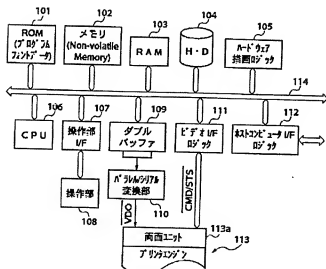 101
ROM
(プログラム
フォントデータ)
102
メモリ
(Non-volatile
Memory)
103
RAM
104
H・D
105
ハードウェア
描画ロジック
114
106
CPU
107
操作部
I/F
109
ダブル
バッファ
111
ビデオ I/F
ロジック
112
ホストコンピュータ I/F
ロジック
操作部
108
パラレル/シリアル
変換部
110
VDO
CMD/STS
113a
両面ユニット
プリンタエンジン
113